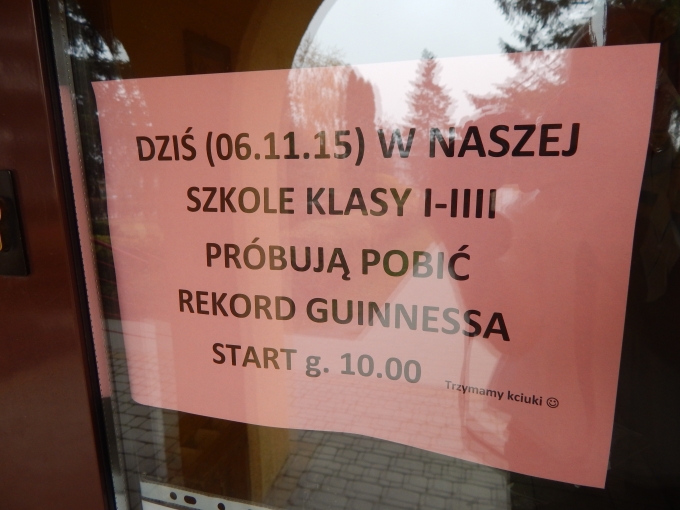 DZIŚ (06.11.15) W NASZEJ
SZKOLE KLASY I-IIII
PRÓBUJĄ POBIĆ
REKORD GUINNESSA
START g. 10.00
Trzymamy kciuki ☺